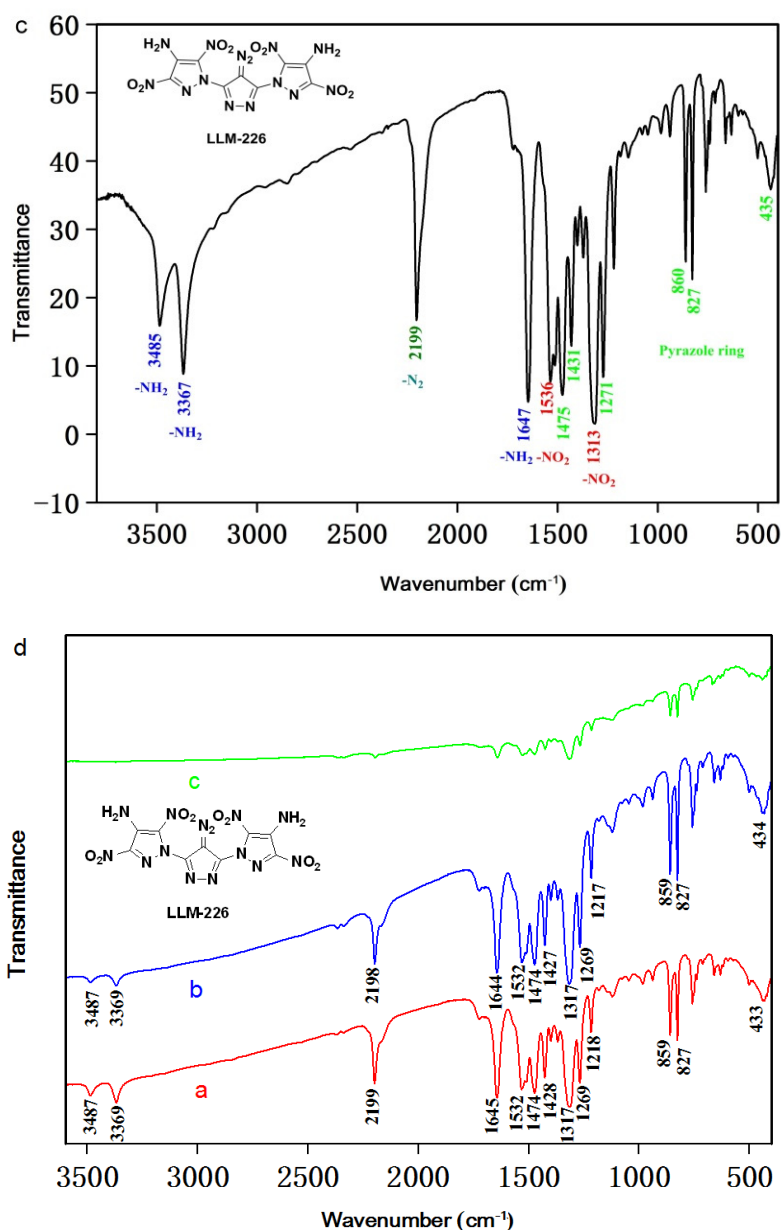 c
60
50
40
30
20
10
0
−10
Transmittance
NH₂ NO₂ N₂ NO₂ NH₂
O₂N N N N N NO₂
N N
LLM-226
3485
-NH₂
3367
-NH₂
2199
-N₂
1647
-NH₂
1536
-NO₂
1475
1431
1313
-NO₂
1271
860
827
Pyrazole ring
435
3500 3000 2500 2000 1500 1000 500
Wavenumber (cm⁻¹)
d
Transmittance
c
H₂N NO₂ N₂ O₂N NH₂
O₂N N N N N NO₂
N N
LLM-226
3487
3369
b
2198
1644
1532
1474
1427
1317
1269
1217
859
827
434
3487
3369
a
2199
1645
1532
1474
1428
1317
1269
1218
859
827
433
3500 3000 2500 2000 1500 1000 500
Wavenumber (cm⁻¹)